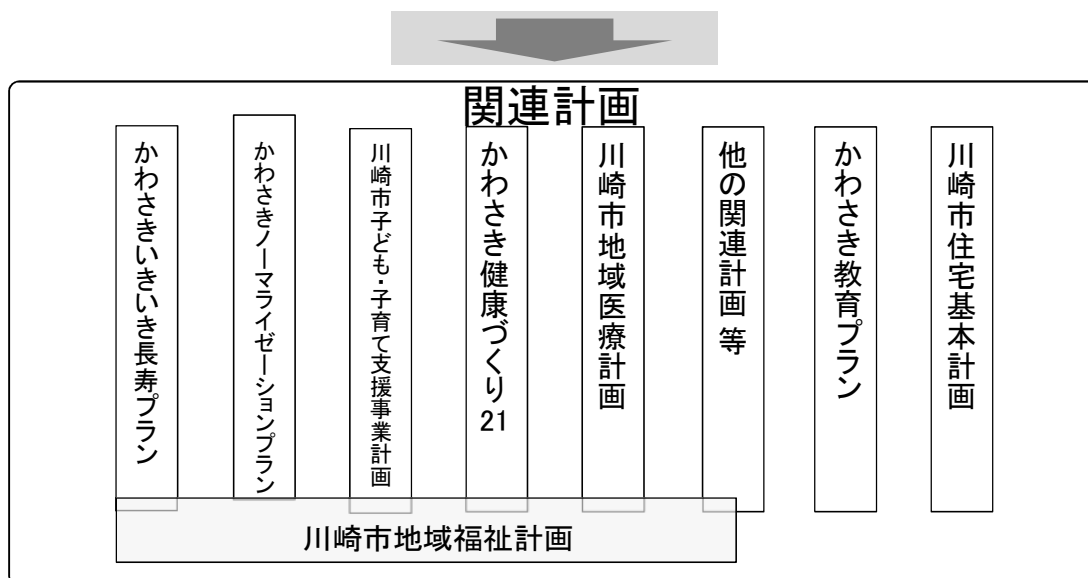 関連計画
かわさきいきいき長寿プラン
かわさきノーマライゼーションプラン
川崎市子ども・子育て支援事業計画
かわさき健康づくり21
川崎市地域医療計画
他の関連計画 等
かわさき教育プラン
川崎市住宅基本計画
川崎市地域福祉計画